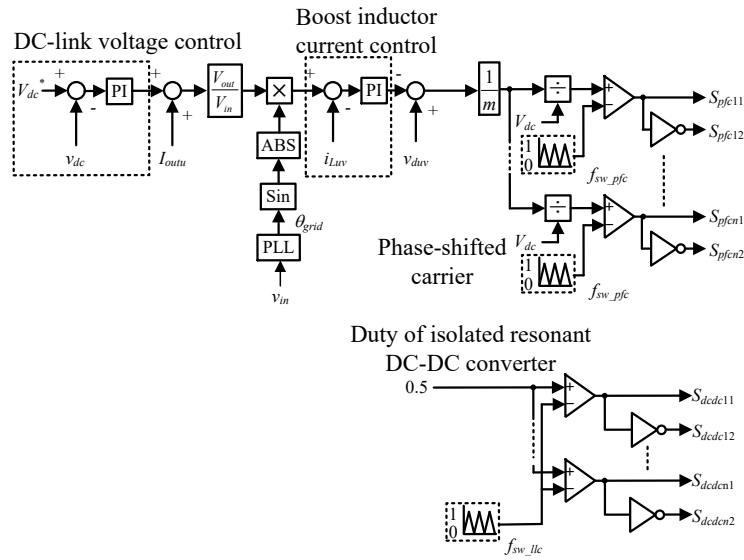 DC-link voltage control
Boost inductor
current control
V_dc^*
+
-
PI
+
+
V_out
V_in
×
+
-
PI
-
+
1
m
÷
+
−
S_pfc11
S_pfc12
v_dc
I_outu
ABS
i_Luv
v_duv
V_dc
1
0
f_sw_pfc
Sin
θ_grid
PLL
v_in
÷
+
−
S_pfcn1
S_pfcn2
V_dc
Phase-shifted
carrier
1
0
f_sw_pfc
Duty of isolated resonant
DC-DC converter
0.5
+
−
S_dcdc11
S_dcdc12
+
−
S_dcdcn1
S_dcdcn2
1
0
f_sw_llc